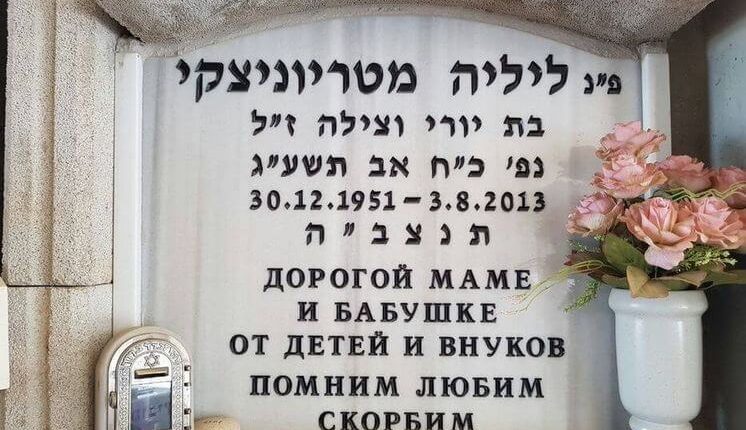 פ״נ ליליה מטריוניצקי
בת יורי וצילה ז״ל
נפ׳ כ״ח אב תשע״ג
30.12.1951 – 3.8.2013
ת נ צ ב ״ ה
ДОРОГОЙ МАМЕ
И БАБУШКЕ
ОТ ДЕТЕЙ И ВНУКОВ
ПОМНИМ ЛЮБИМ
СКОРБИМ